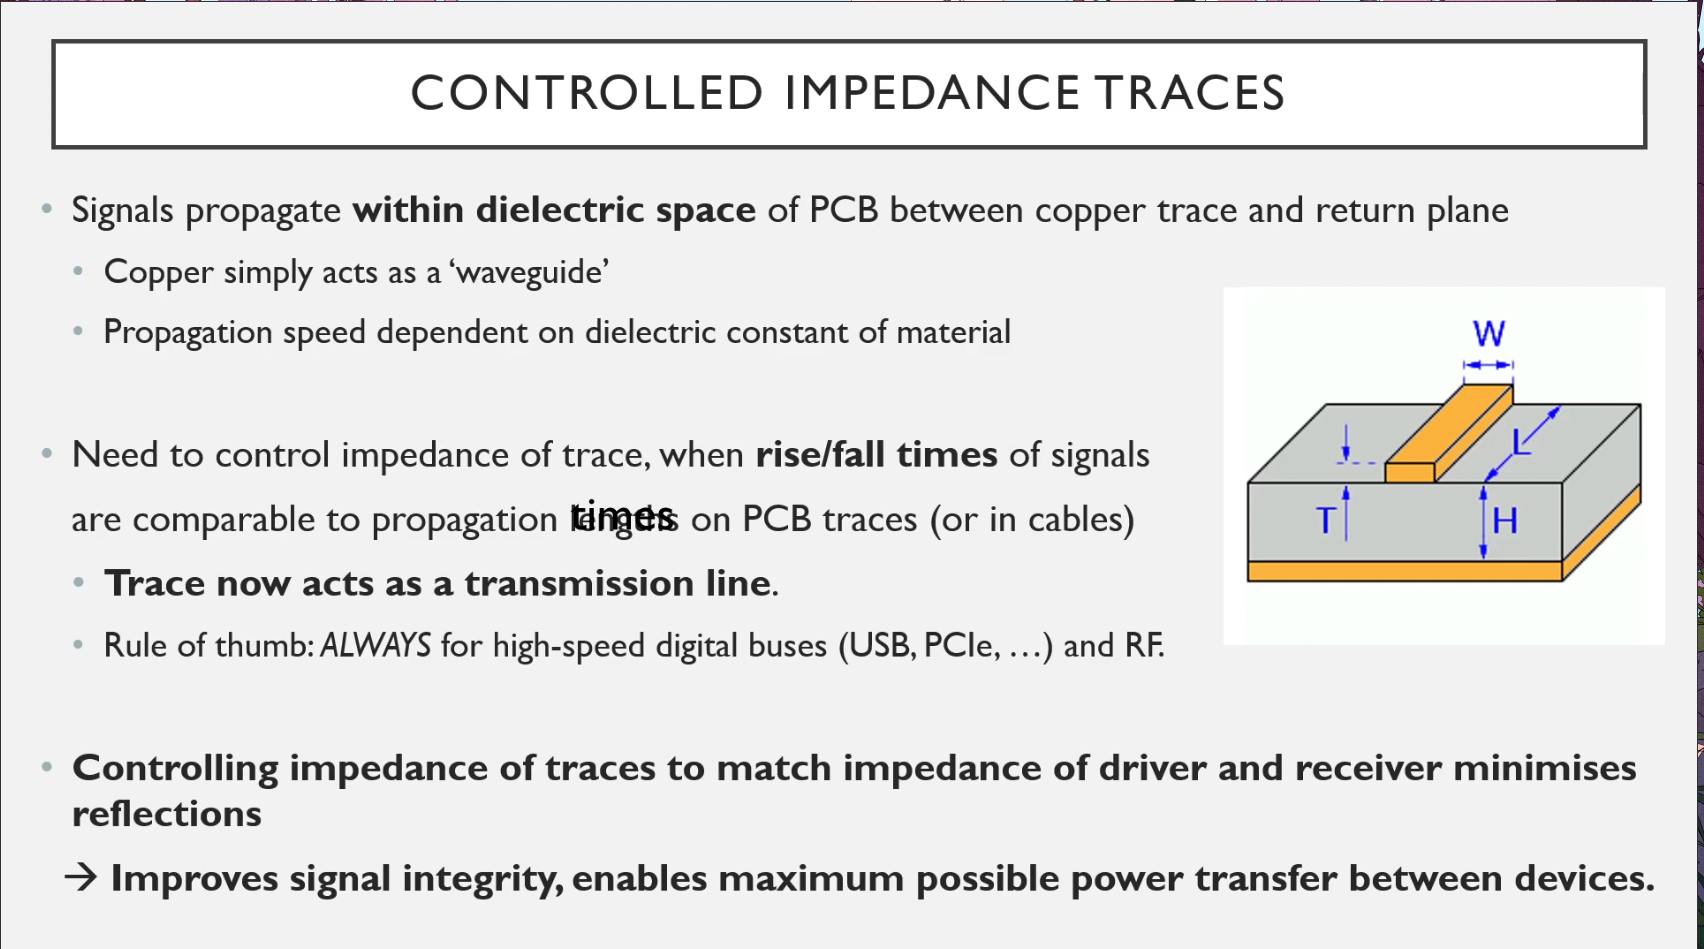 CONTROLLED IMPEDANCE TRACES
• Signals propagate within dielectric space of PCB between copper trace and return plane
• Copper simply acts as a ‘waveguide’
• Propagation speed dependent on dielectric constant of material
• Need to control impedance of trace, when rise/fall times of signals
are comparable to propagation times on PCB traces (or in cables)
• Trace now acts as a transmission line.
• Rule of thumb: ALWAYS for high-speed digital buses (USB, PCIe, …) and RF.
W
L
T
H
• Controlling impedance of traces to match impedance of driver and receiver minimises
reflections
→ Improves signal integrity, enables maximum possible power transfer between devices.